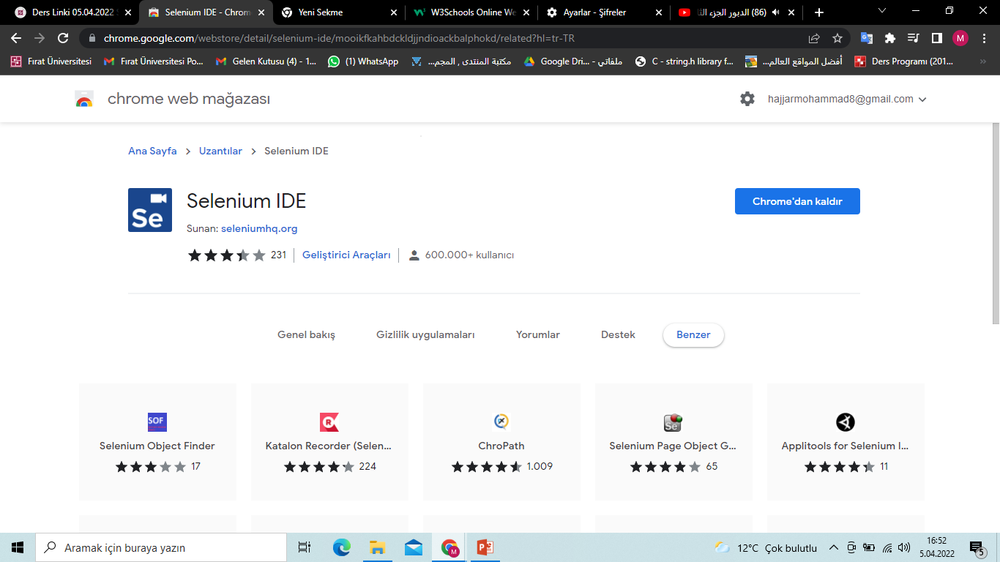 Ders Linki 05.04.2022
Selenium IDE - Chrom
Yeni Sekme
W3Schools Online We
Ayarlar - Şifreler
(86) الدبور الجزء الثا
chrome.google.com/webstore/detail/selenium-ide/mooikfkahbdckldjjndioackbalphokd/related?hl=tr-TR
M
Fırat Üniversitesi
Fırat Üniversitesi Po...
Gelen Kutusu (4) - 1...
(1) WhatsApp
مكتبة المنتدى , المجم...
ملفاتي - Google Dri...
C - string.h library f...
أفضل المواقع العالم...
Ders Programı (201...
»
chrome web mağazası
hajjarmohammad8@gmail.com
Ana Sayfa > Uzantılar > Selenium IDE
Se
Selenium IDE
Chrome'dan kaldır
Sunan: seleniumhq.org
231
Geliştirici Araçları
600.000+ kullanıcı
Genel bakış
Gizlilik uygulamaları
Yorumlar
Destek
Benzer
SOF
R
Se
Selenium Object Finder
Katalon Recorder (Selen...
ChroPath
Selenium Page Object G...
Applitools for Selenium I...
17
224
1.009
65
11
Aramak için buraya yazın
M
12°C Çok bulutlu
16:52
5.04.2022
5